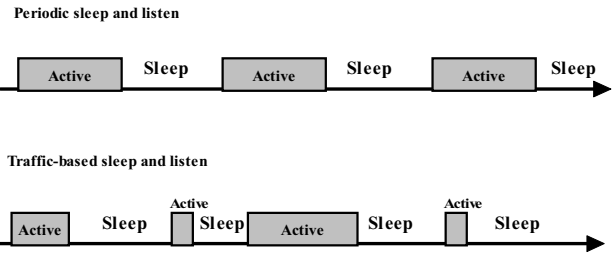 Periodic sleep and listen
Active Sleep Active Sleep Active Sleep
Traffic-based sleep and listen
Active Active
Active Sleep Sleep Active Sleep Sleep